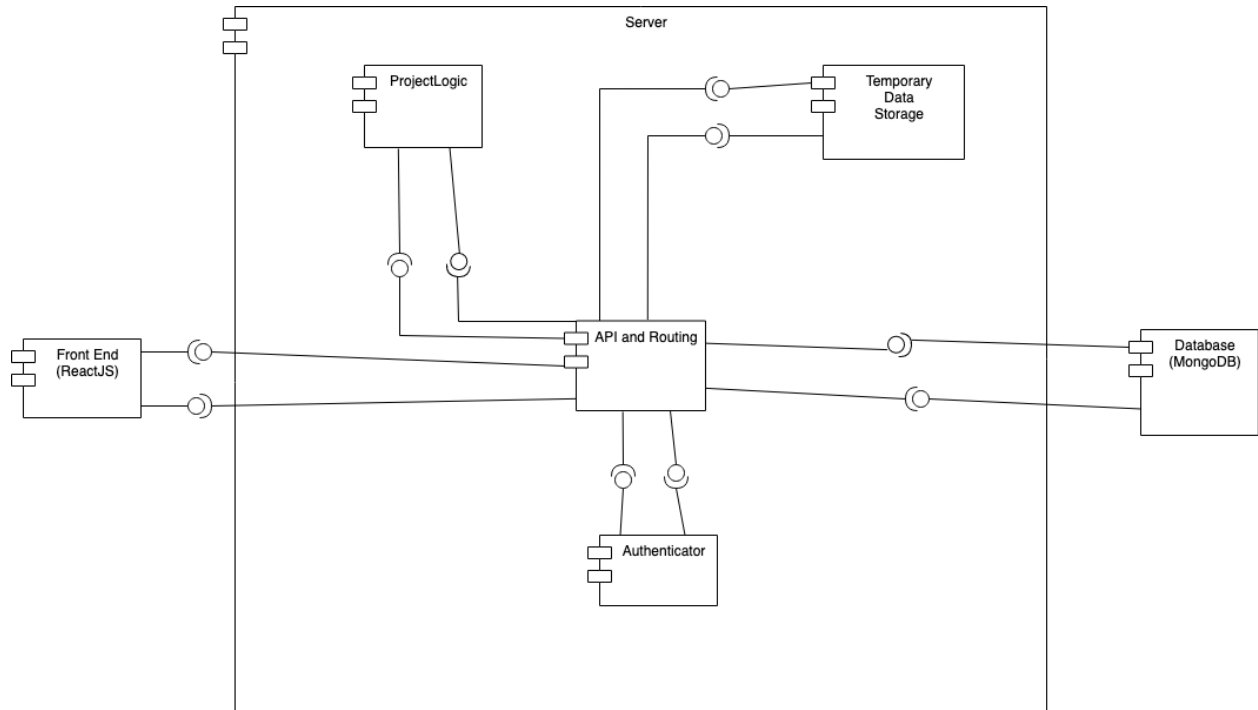 Server
ProjectLogic
Temporary
Data
Storage
Front End
(ReactJS)
API and Routing
Database
(MongoDB)
Authenticator